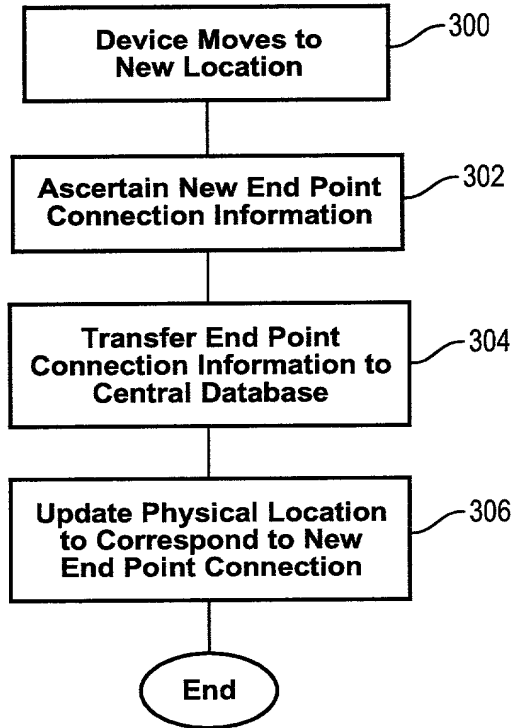 Device Moves to
New Location
300
Ascertain New End Point
Connection Information
302
Transfer End Point
Connection Information to
Central Database
304
Update Physical Location
to Correspond to New
End Point Connection
306
End